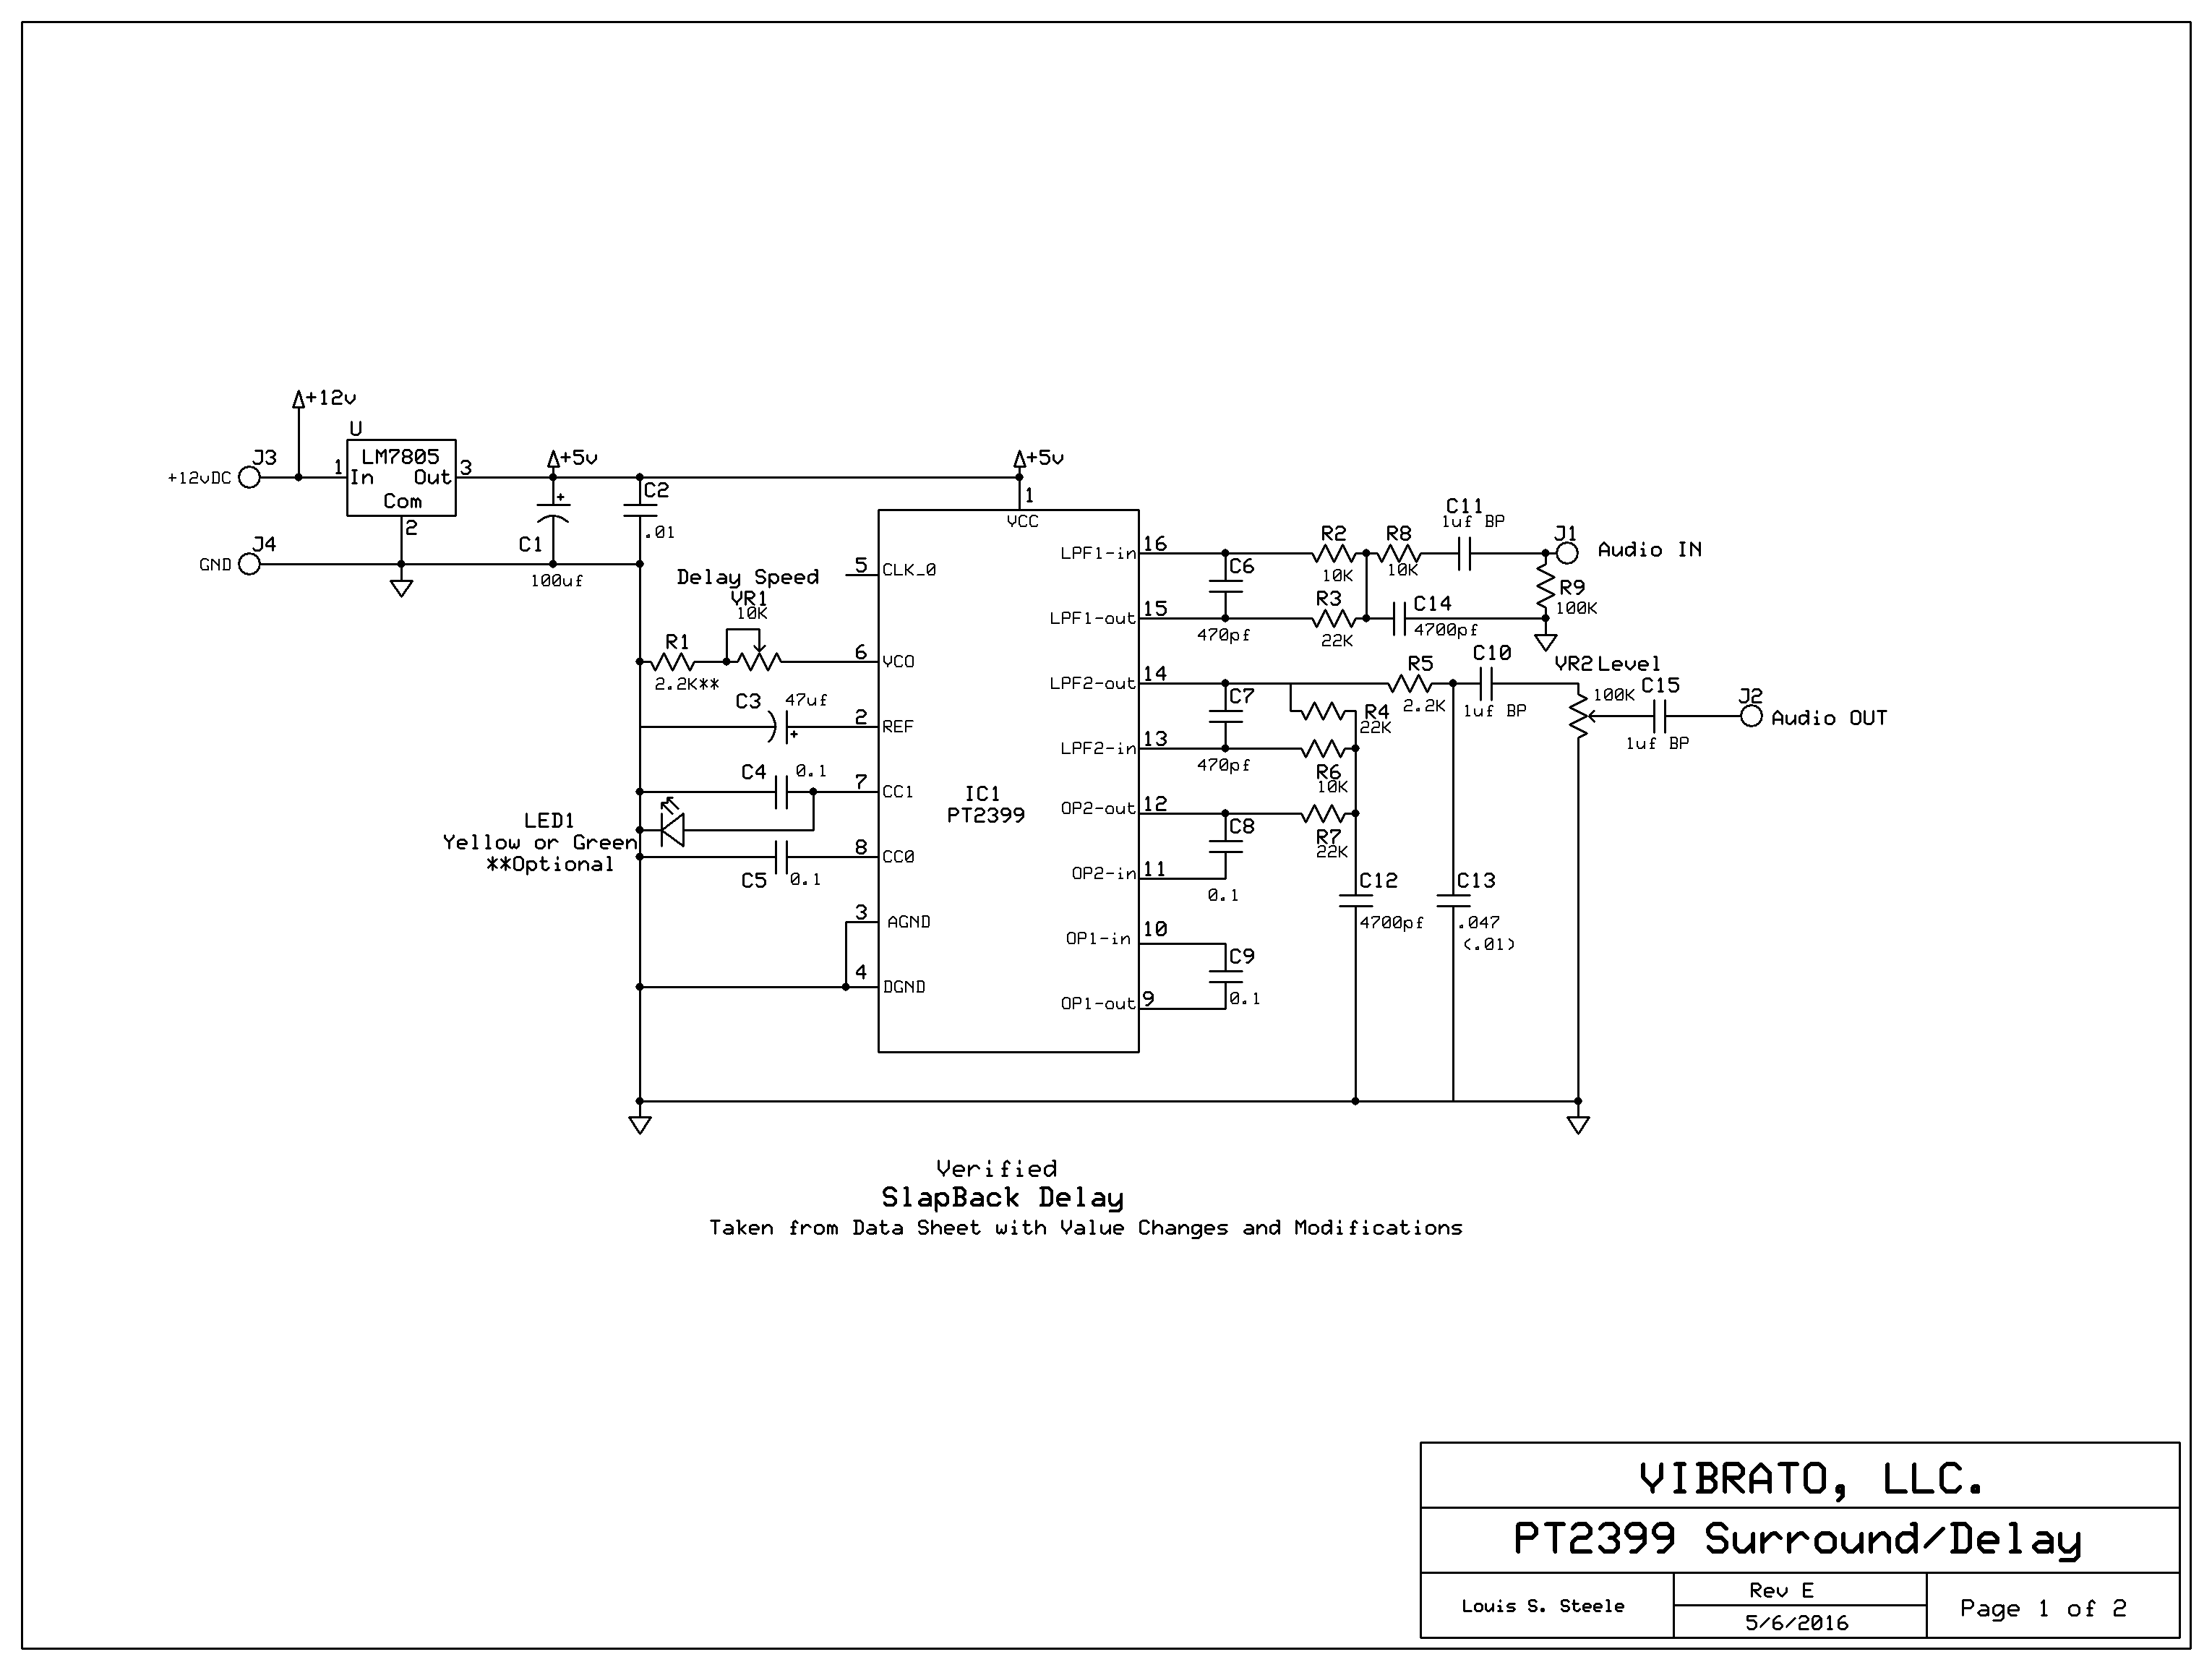 +12v
U
J3
+12vDC
1
LM7805
In
Out
Com
3
2
J4
GND
+5v
+
C1
100uf
C2
.01
+5v
1
VCC
5
CLK_0
Delay Speed
VR1
10K
R1
2.2K**
6
VCO
C3
47uf
+
2
REF
C4
0.1
7
CC1
LED1
Yellow or Green
**Optional
C5
0.1
8
CC0
3
AGND
4
DGND
IC1
PT2399
LPF1-in
16
LPF1-out
15
LPF2-out
14
LPF2-in
13
OP2-out
12
OP2-in
11
OP1-in
10
OP1-out
9
C6
470pf
R2
10K
R8
10K
C11
1uf BP
J1
Audio IN
R3
22K
C14
4700pf
R9
100K
C7
470pf
R4
22K
R5
2.2K
C10
1uf BP
VR2 Level
100K
C15
1uf BP
J2
Audio OUT
R6
10K
R7
22K
C8
0.1
C12
4700pf
C13
.047
(.01)
C9
0.1
Verified
SlapBack Delay
Taken from Data Sheet with Value Changes and Modifications
VIBRATO, LLC.
PT2399 Surround/Delay
Louis S. Steele
Rev E
5/6/2016
Page 1 of 2